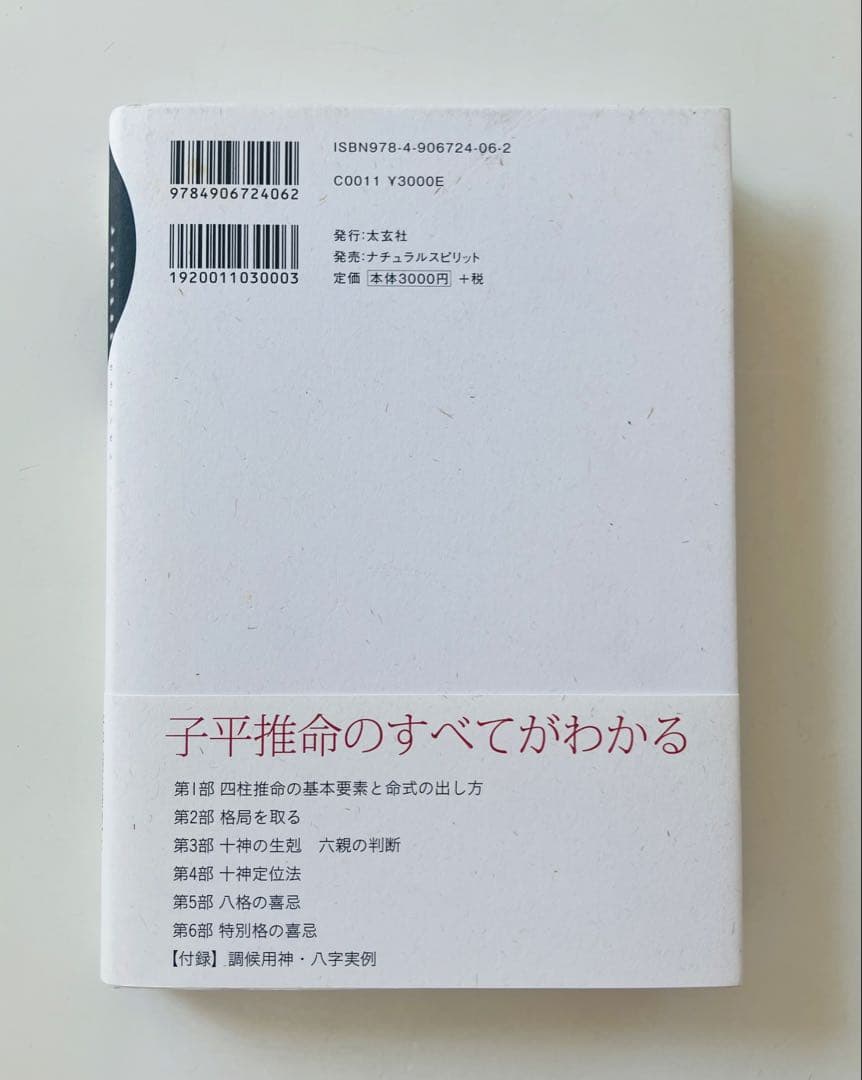 ISBN978-4-906724-06-2
9784906724062
C0011 ¥3000E
1920011030003
発行:太玄社
発売:ナチュラルスピリット
定価 本体3000円 +税
子平推命のすべてがわかる
第1部 四柱推命の基本要素と命式の出し方
第2部 格局を取る
第3部 十神の生剋 六親の判断
第4部 十神定位法
第5部 八格の喜忌
第6部 特別格の喜忌
【付録】 調候用神・八字実例